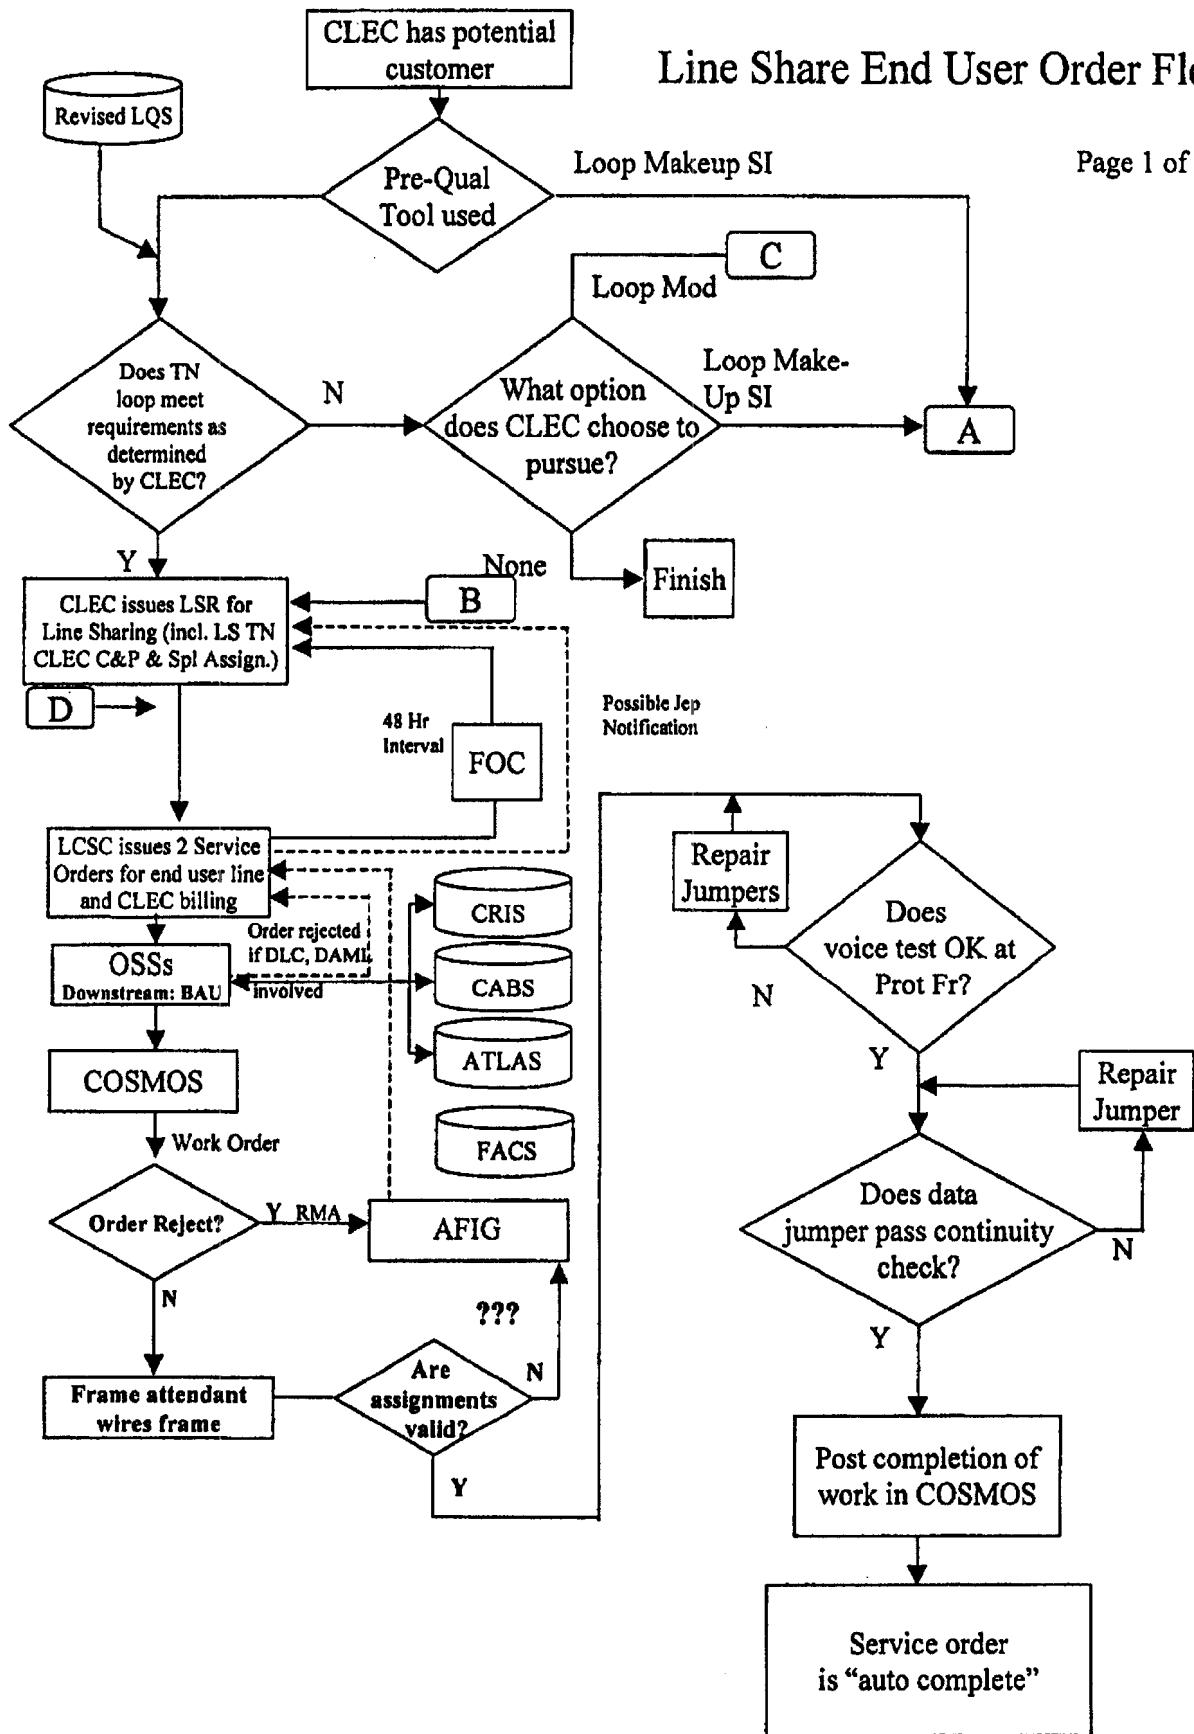 CLEC has potential
customer
Line Share End User Order
Page 1 of
Revised LQS
Pre-Qual
Tool used
Loop Makeup SI
C
Loop Mod
Does TN
loop meet
requirements as
determined
by CLEC?
N
What option
does CLEC choose to
pursue?
Loop Make-
Up SI
A
Y
None
Finish
B
CLEC issues LSR for
Line Sharing (incl. LS TN
CLEC C&P & Spl Assign.)
D
48 Hr
Interval
FOC
Possible Jep
Notification
LCSC issues 2 Service
Orders for end user line
and CLEC billing
Order rejected
if DLC, DAML
involved
OSSs
Downstream: BAU
CRIS
CABS
ATLAS
FACS
COSMOS
Work Order
Order Reject?
Y RMA
AFIG
N
???
Frame attendant
wires frame
Are
assignments
valid?
N
Y
Repair
Jumpers
Does
voice test OK at
Prot Fr?
N
Y
Repair
Jumper
Does data
jumper pass continuity
check?
N
Y
Post completion of
work in COSMOS
Service order
is “auto complete”